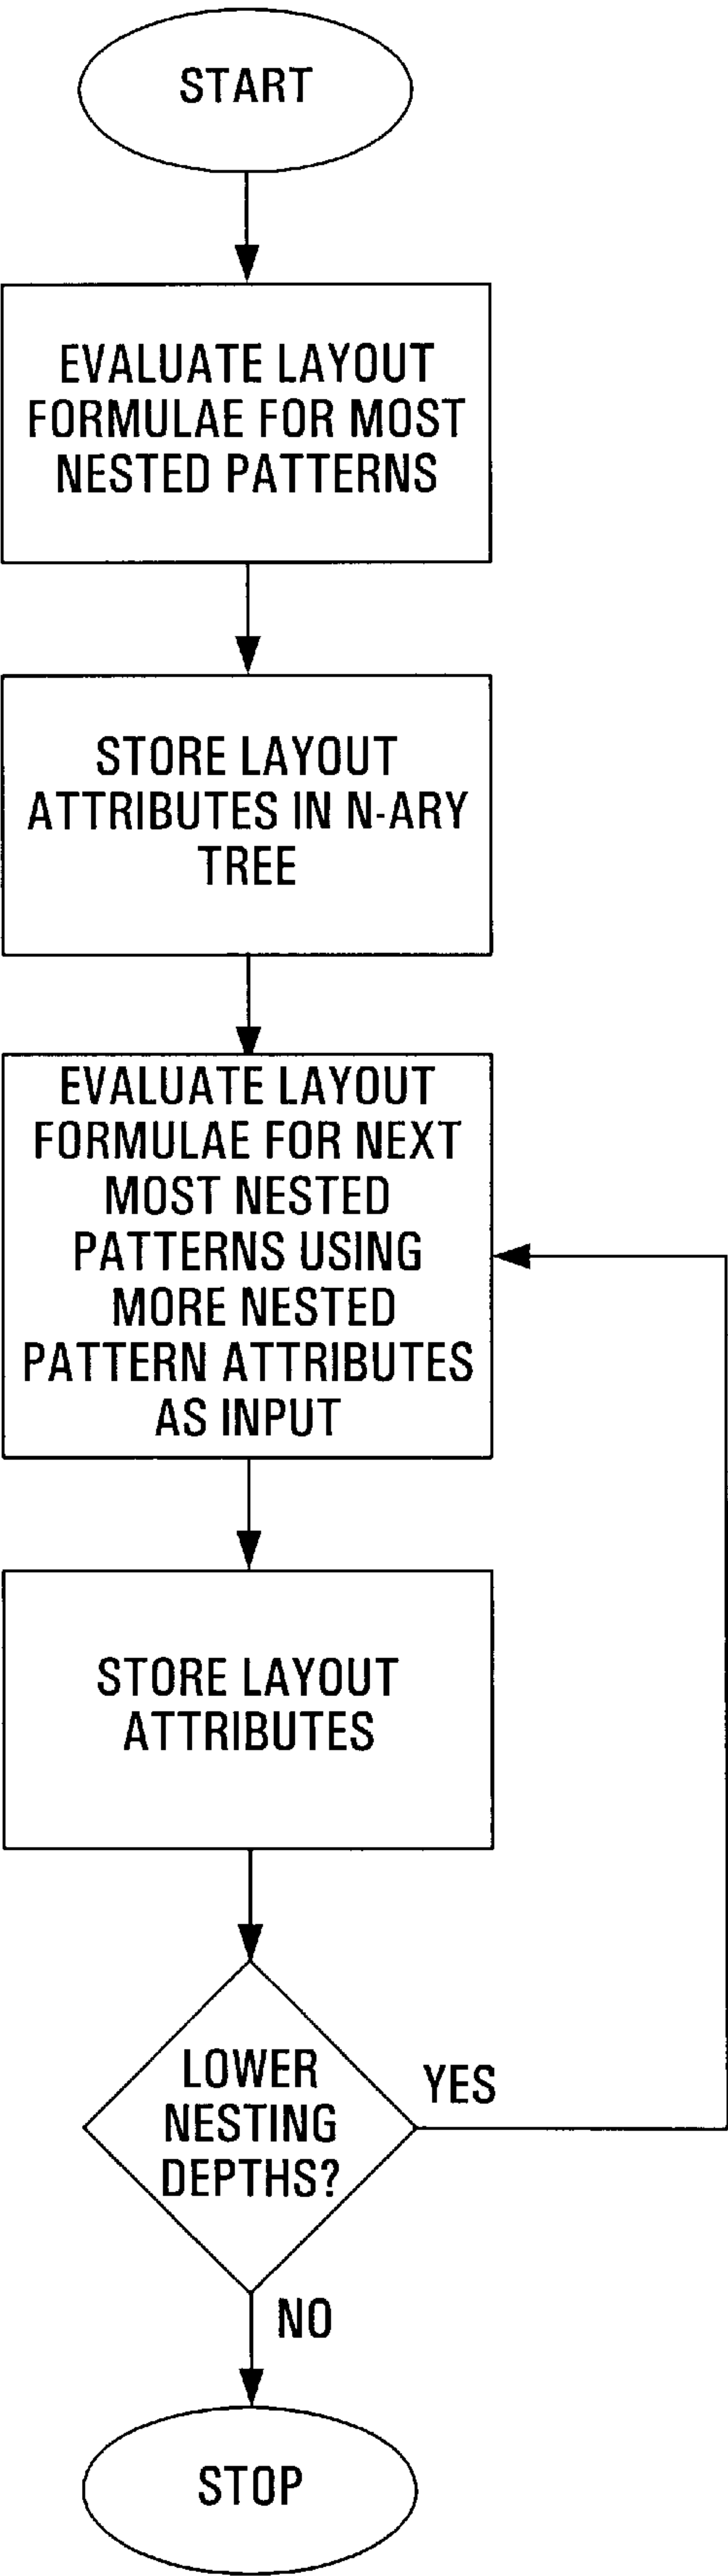 START
EVALUATE LAYOUT
FORMULAE FOR MOST
NESTED PATTERNS
STORE LAYOUT
ATTRIBUTES IN N-ARY
TREE
EVALUATE LAYOUT
FORMULAE FOR NEXT
MOST NESTED
PATTERNS USING
MORE NESTED
PATTERN ATTRIBUTES
AS INPUT
STORE LAYOUT
ATTRIBUTES
LOWER
NESTING
DEPTHS?
YES
NO
STOP